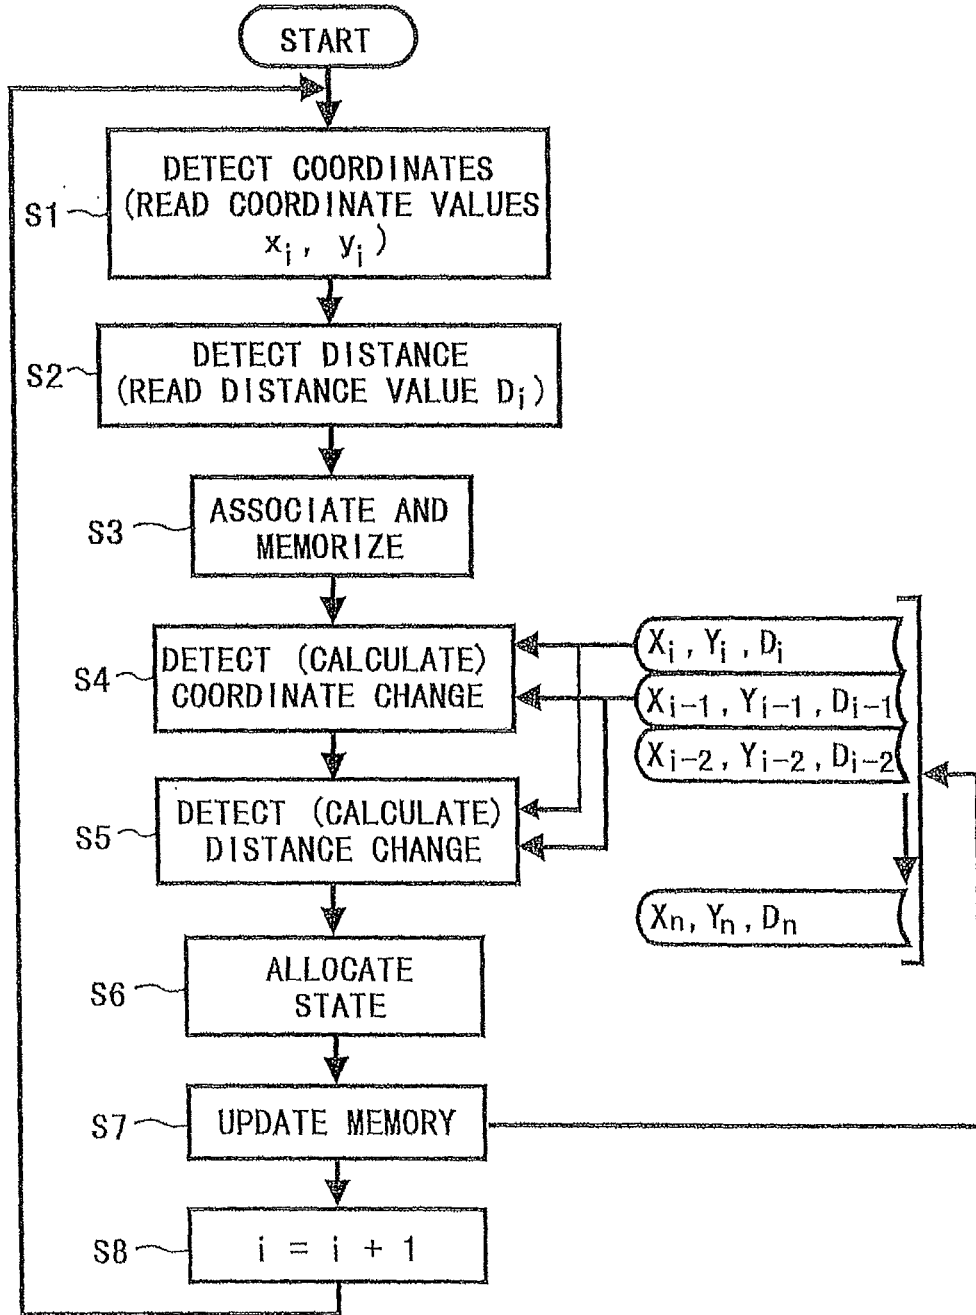 START
S1
DETECT COORDINATES
(READ COORDINATE VALUES
xi, yi)
S2
DETECT DISTANCE
(READ DISTANCE VALUE Di)
S3
ASSOCIATE AND
MEMORIZE
S4
DETECT (CALCULATE)
COORDINATE CHANGE
Xi, Yi, Di
Xi-1, Yi-1, Di-1
Xi-2, Yi-2, Di-2
S5
DETECT (CALCULATE)
DISTANCE CHANGE
Xn, Yn, Dn
S6
ALLOCATE
STATE
S7
UPDATE MEMORY
S8
i = i + 1